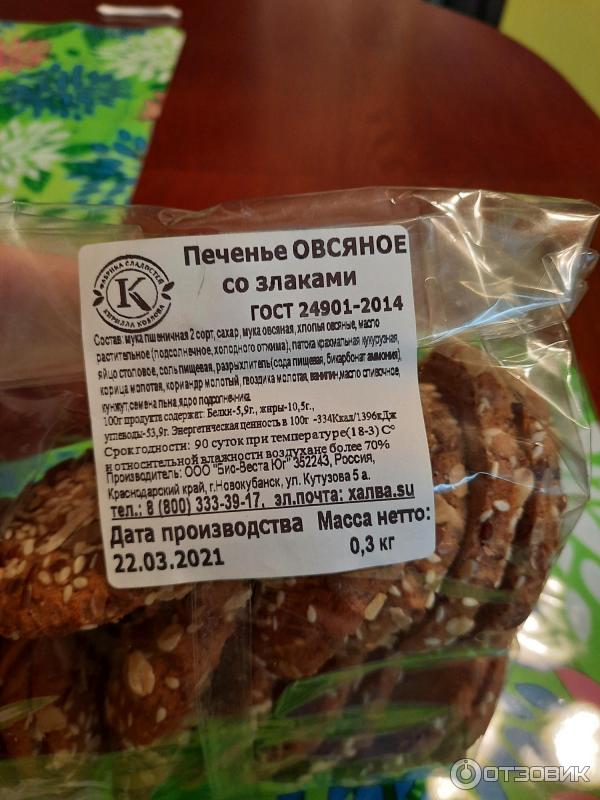 ФАБРИКА СЛАДОСТЕЙ
К
КИРИЛЛА КОЗЛОВА
Печенье ОВСЯНОЕ
со злаками
ГОСТ 24901-2014
Состав: мука пшеничная 2 сорт, сахар, мука овсяная, хлопья овсяные, масло
растительное (подсолнечное, холодного отжима), патока крахмальная кукурузная,
яйцо столовое, соль пищевая, разрыхлитель(сода пищевая, бикарбонат аммония),
корица молотая, кориандр молотый, гвоздика молотая, ванилин,масло сливочное,
кунжут,семена льна, ядро подсолнечника.
100г продукта содержит: Белки-5,9г., жиры-10,5г.,
углеводы-53,9г. Энергетическая ценность в 100г -334Ккал/1396кДж
Срок годности: 90 суток при температуре(18-3) С°
и относительной влажности воздухане более 70%
Производитель: ООО "Био-Веста Юг" 352243, Россия,
Краснодарский край, г.Новокубанск, ул. Кутузова 5 а.
тел.: 8 (800) 333-39-17, эл.почта: халва.su
Дата производства Масса нетто:
22.03.2021 0,3 кг
ОТЗОВИК